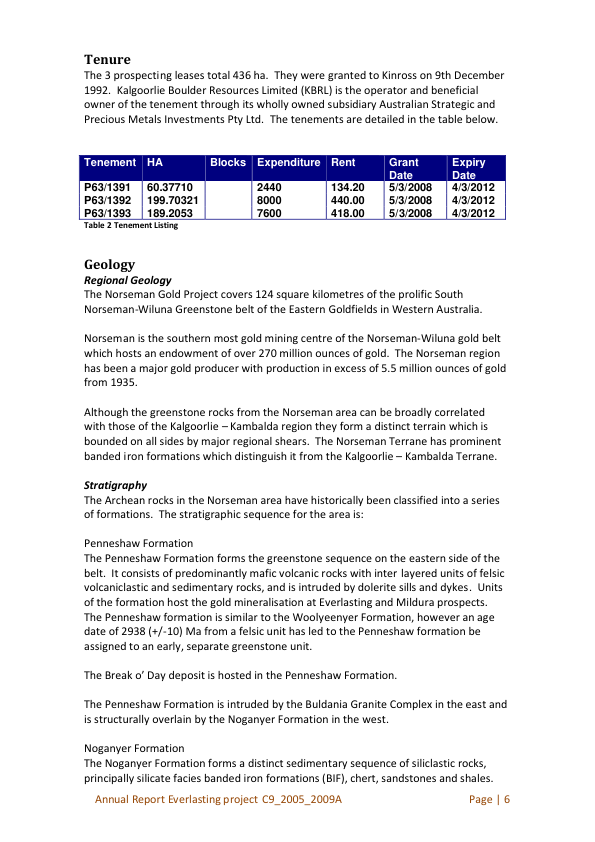 Tenure
The 3 prospecting leases total 436 ha.  They were granted to Kinross on 9th December
1992.  Kalgoorlie Boulder Resources Limited (KBRL) is the operator and beneficial
owner of the tenement through its wholly owned subsidiary Australian Strategic and
Precious Metals Investments Pty Ltd.  The tenements are detailed in the table below.
Tenement HA Blocks Expenditure Rent Grant Date Expiry Date
P63/1391 60.37710 2440 134.20 5/3/2008 4/3/2012
P63/1392 199.70321 8000 440.00 5/3/2008 4/3/2012
P63/1393 189.2053 7600 418.00 5/3/2008 4/3/2012
Table 2 Tenement Listing
Geology
Regional Geology
The Norseman Gold Project covers 124 square kilometres of the prolific South
Norseman-Wiluna Greenstone belt of the Eastern Goldfields in Western Australia.
Norseman is the southern most gold mining centre of the Norseman-Wiluna gold belt
which hosts an endowment of over 270 million ounces of gold.  The Norseman region
has been a major gold producer with production in excess of 5.5 million ounces of gold
from 1935.
Although the greenstone rocks from the Norseman area can be broadly correlated
with those of the Kalgoorlie – Kambalda region they form a distinct terrain which is
bounded on all sides by major regional shears.  The Norseman Terrane has prominent
banded iron formations which distinguish it from the Kalgoorlie – Kambalda Terrane.
Stratigraphy
The Archean rocks in the Norseman area have historically been classified into a series
of formations.  The stratigraphic sequence for the area is:
Penneshaw Formation
The Penneshaw Formation forms the greenstone sequence on the eastern side of the
belt.  It consists of predominantly mafic volcanic rocks with inter layered units of felsic
volcaniclastic and sedimentary rocks, and is intruded by dolerite sills and dykes.  Units
of the formation host the gold mineralisation at Everlasting and Mildura prospects.
The Penneshaw Formation is similar to the Woolyeenyer Formation, however an age
date of 2938 (+/-10) Ma from a felsic unit has led to the Penneshaw formation be
assigned to an early, separate greenstone unit.
The Break o’ Day deposit is hosted in the Penneshaw Formation.
The Penneshaw Formation is intruded by the Buldania Granite Complex in the east and
is structurally overlain by the Noganyer Formation in the west.
Noganyer Formation
The Noganyer Formation forms a distinct sedimentary sequence of siliclastic rocks,
principally silicate facies banded iron formations (BIF), chert, sandstones and shales.
Annual Report Everlasting project C9_2005_2009A Page | 6